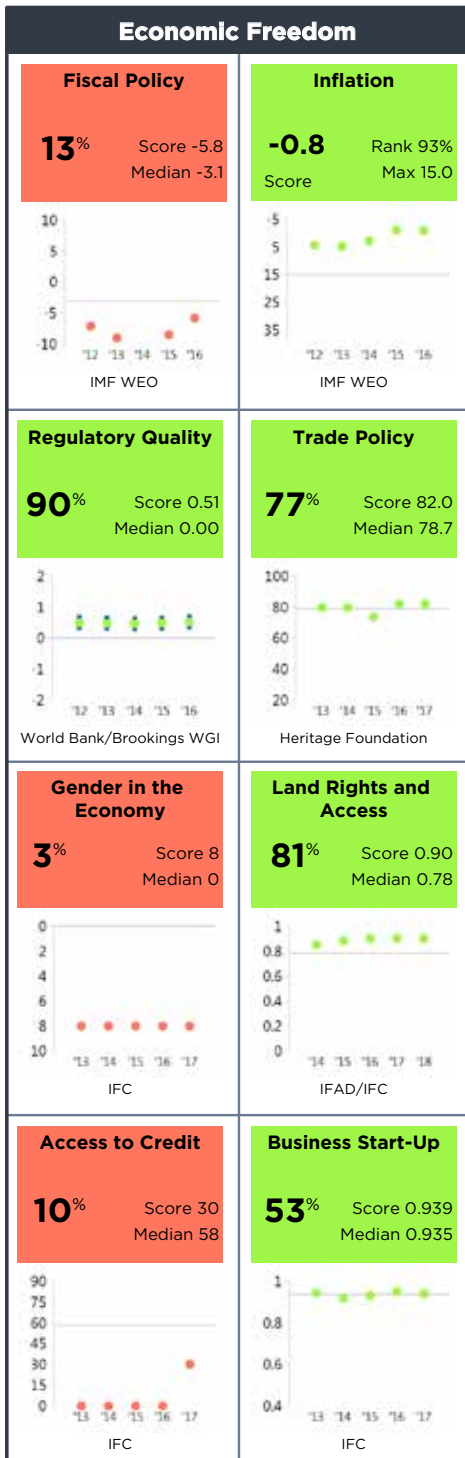 Economic Freedom
Fiscal Policy
13%
Score -5.8
Median -3.1
10
5
0
-5
-10
'12 '13 '14 '15 '16
IMF WEO
Inflation
-0.8
Score
Rank 93%
Max 15.0
-5
5
15
25
35
'12 '13 '14 '15 '16
IMF WEO
Regulatory Quality
90%
Score 0.51
Median 0.00
2
1
0
-1
-2
'12 '13 '14 '15 '16
World Bank/Brookings WGI
Trade Policy
77%
Score 82.0
Median 78.7
100
80
60
40
20
'13 '14 '15 '16 '17
Heritage Foundation
Gender in the
Economy
3%
Score 8
Median 0
0
2
4
6
8
10
'13 '14 '15 '16 '17
IFC
Land Rights and
Access
81%
Score 0.90
Median 0.78
1
0.8
0.6
0.4
0.2
0
'14 '15 '16 '17 '18
IFAD/IFC
Access to Credit
10%
Score 30
Median 58
90
75
60
45
30
15
0
'13 '14 '15 '16 '17
IFC
Business Start-Up
53%
Score 0.939
Median 0.935
1
0.8
0.6
0.4
'13 '14 '15 '16 '17
IFC